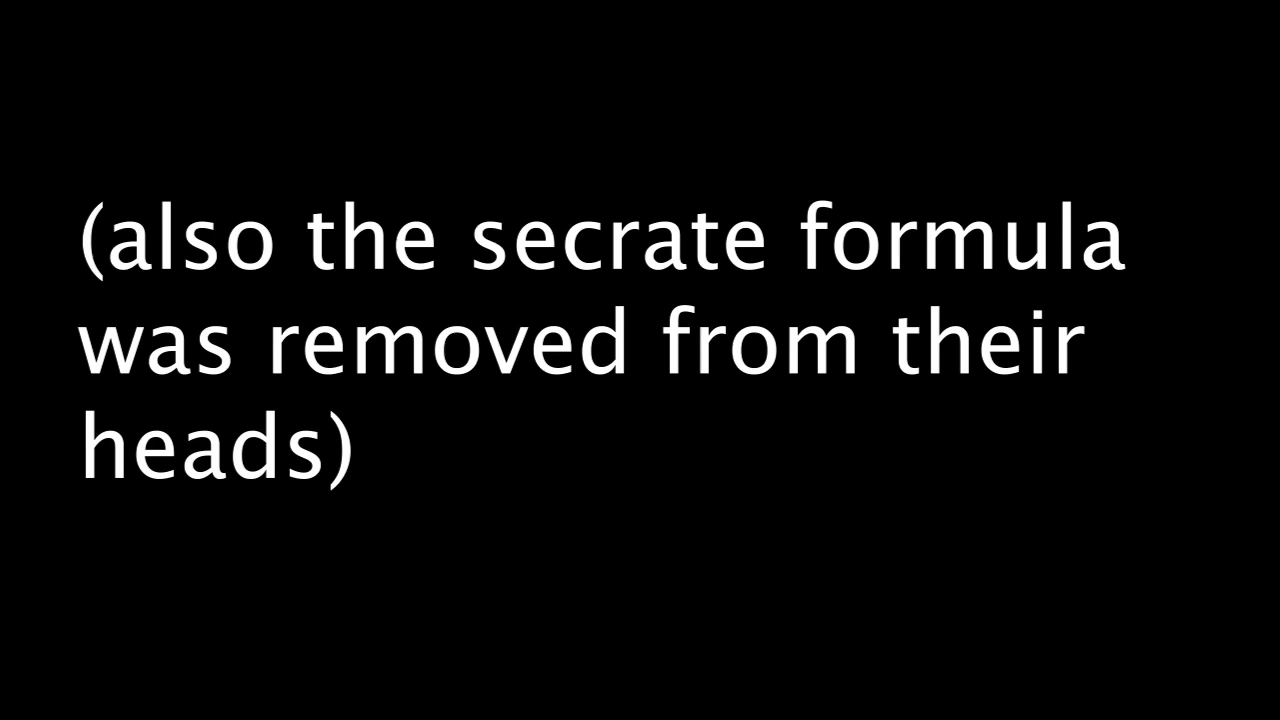 (also the secrate formula
was removed from their
heads)